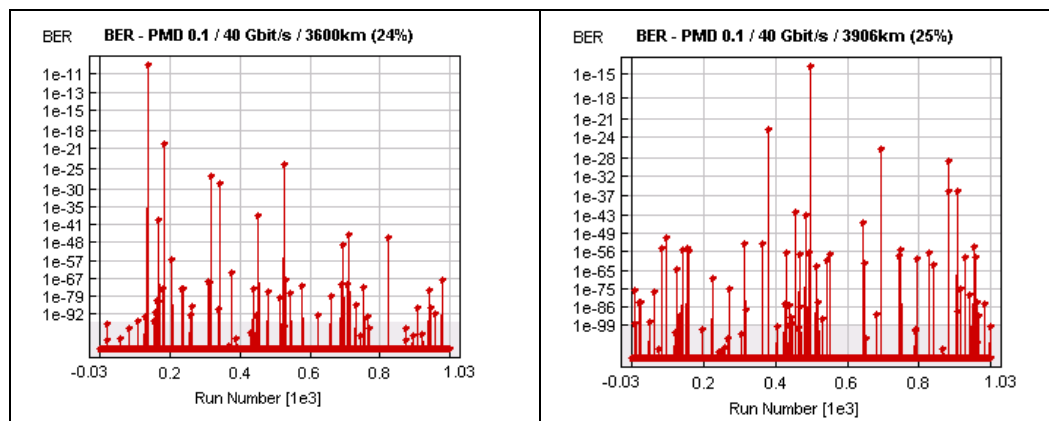 BER BER - PMD 0.1 / 40 Gbit/s / 3600km (24%)
1e-11
1e-13
1e-15
1e-18
1e-21
1e-25
1e-30
1e-35
1e-41
1e-48
1e-57
1e-67
1e-79
1e-92
-0.03 0.2 0.4 0.6 0.8 1.03
Run Number [1e3]
BER BER - PMD 0.1 / 40 Gbit/s / 3906km (25%)
1e-15
1e-18
1e-21
1e-24
1e-28
1e-32
1e-37
1e-43
1e-49
1e-56
1e-65
1e-75
1e-86
1e-99
-0.03 0.2 0.4 0.6 0.8 1.03
Run Number [1e3]